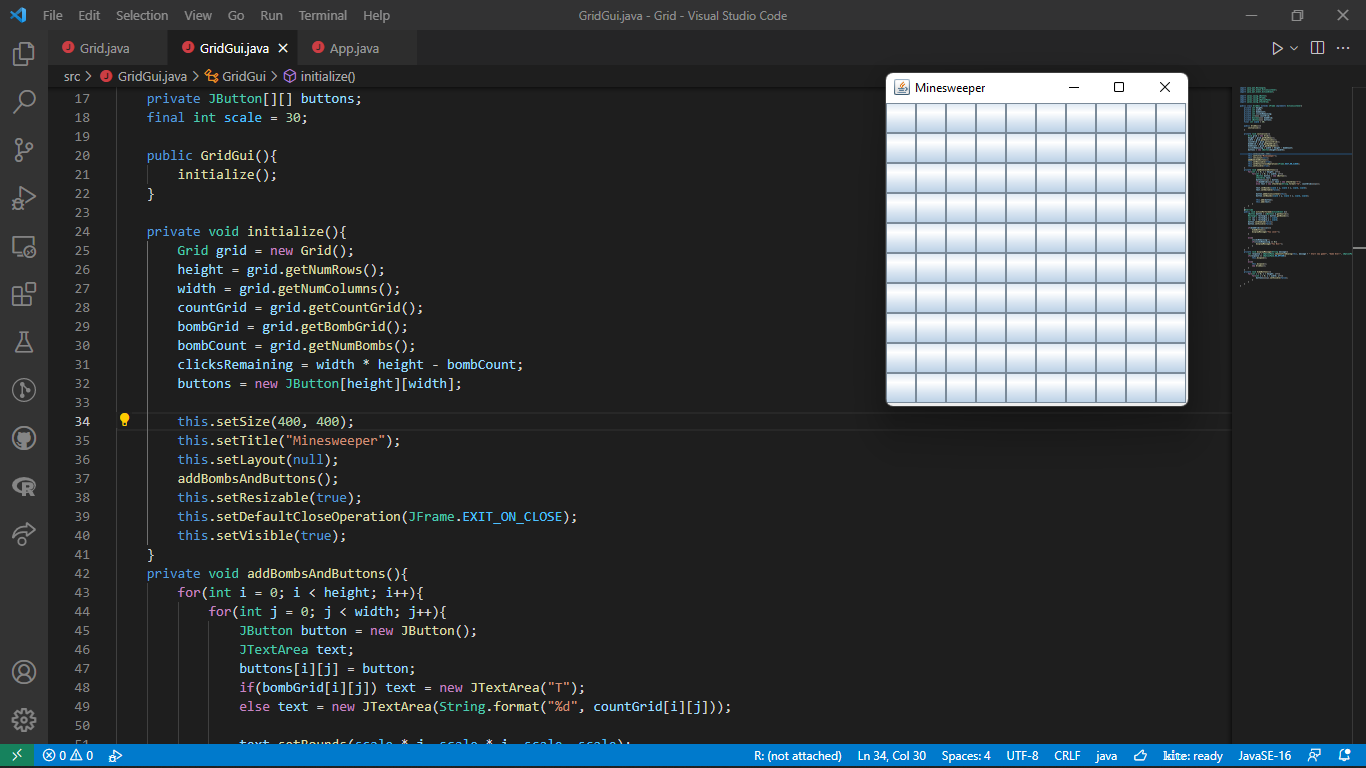 File Edit Selection View Go Run Terminal Help GridGui.java - Grid - Visual Studio Code
Grid.java GridGui.java App.java
src > GridGui.java > GridGui > initialize()
Minesweeper
17 private JButton[][] buttons;
18 final int scale = 30;
19
20 public GridGui(){
21 initialize();
22 }
23
24 private void initialize(){
25 Grid grid = new Grid();
26 height = grid.getNumRows();
27 width = grid.getNumColumns();
28 countGrid = grid.getCountGrid();
29 bombGrid = grid.getBombGrid();
30 bombCount = grid.getNumBombs();
31 clicksRemaining = width * height - bombCount;
32 buttons = new JButton[height][width];
33
34 this.setSize(400, 400);
35 this.setTitle("Minesweeper");
36 this.setLayout(null);
37 addBombsAndButtons();
38 this.setResizable(true);
39 this.setDefaultCloseOperation(JFrame.EXIT_ON_CLOSE);
40 this.setVisible(true);
41 }
42 private void addBombsAndButtons(){
43 for(int i = 0; i < height; i++){
44 for(int j = 0; j < width; j++){
45 JButton button = new JButton();
46 JTextArea text;
47 buttons[i][j] = button;
48 if(bombGrid[i][j]) text = new JTextArea("T");
49 else text = new JTextArea(String.format("%d", countGrid[i][j]));
50
51 text.setBounds(scale * j, scale * i, scale, scale);
0 0 R: (not attached) Ln 34, Col 30 Spaces: 4 UTF-8 CRLF java kite: ready JavaSE-16